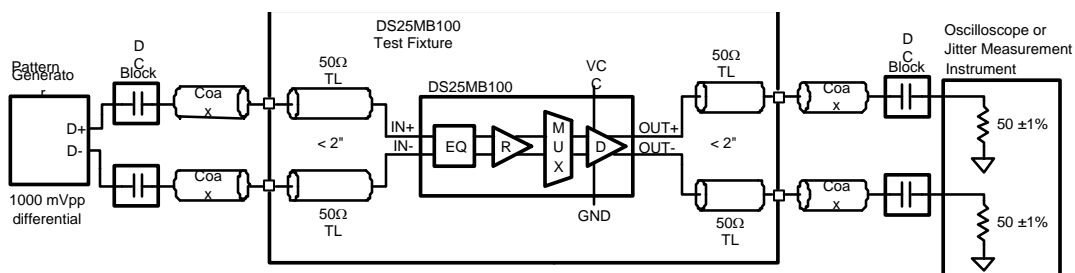 Pattern
Generato
r
D+
D-
1000 mVpp
differential
D
C
Block
Coa
x
Coa
x
DS25MB100
Test Fixture
50Ω
TL
< 2"
50Ω
TL
IN+
IN-
DS25MB100
EQ
R
M
U
X
D
VC
C
GND
OUT+
OUT-
50Ω
TL
< 2"
50Ω
TL
Coa
x
Coa
x
D
C
Block
Oscilloscope or
Jitter Measurement
Instrument
50 ±1%
50 ±1%